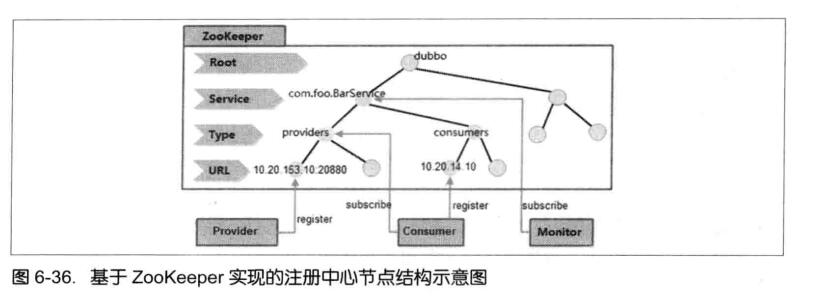 ZooKeeper
Root
dubbo
Service
com.foo.BarService
Type
providers
consumers
URL
10.20.153.10:20880
10.20.14.10
subscribe
register
subscribe
register
Provider
Consumer
Monitor
图 6-36. 基于 ZooKeeper 实现的注册中心节点结构示意图